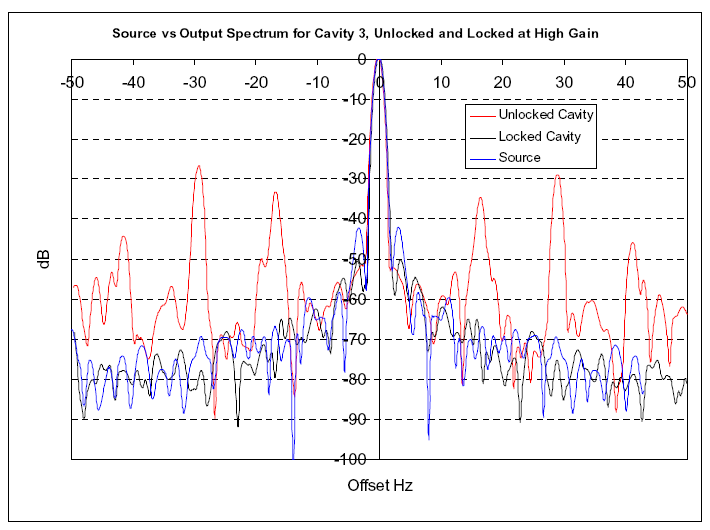 Source vs Output Spectrum for Cavity 3, Unlocked and Locked at High Gain
-50 -30 -10 0 10 20 30 40 50
0
-10
-20
-30
-40
-50
-60
-70
-80
-90
-100
Unlocked Cavity
Locked Cavity
Source
dB
Offset Hz